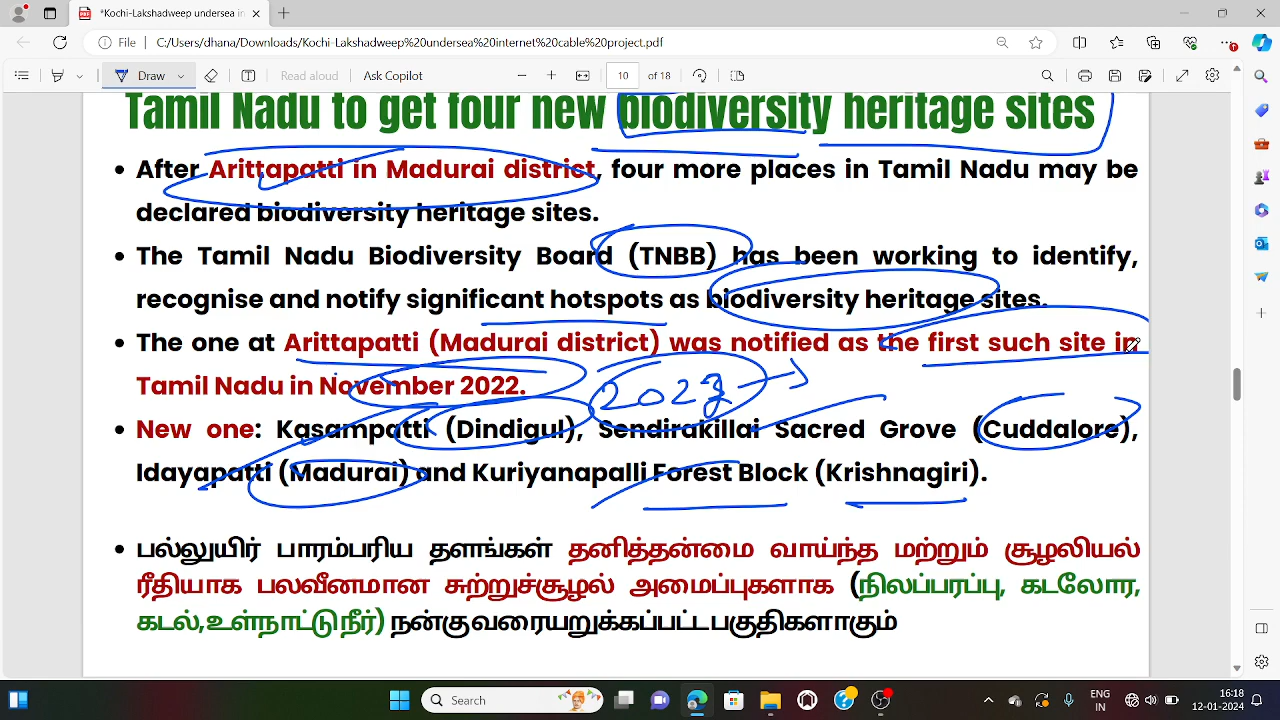 *Kochi-Lakshadweep undersea in
File C:/Users/dhana/Downloads/Kochi-Lakshadweep%20undersea%20internet%20cable%20project.pdf
Draw Read aloud Ask Copilot 10 of 18
Tamil Nadu to get four new biodiversity heritage sites
• After Arittapatti in Madurai district, four more places in Tamil Nadu may be
declared biodiversity heritage sites.
• The Tamil Nadu Biodiversity Board (TNBB) has been working to identify,
recognise and notify significant hotspots as biodiversity heritage sites.
• The one at Arittapatti (Madurai district) was notified as the first such site in
Tamil Nadu in November 2022. 2023
• New one: Kasampatti (Dindigul), Sendirakillai Sacred Grove (Cuddalore),
Idayapatti (Madurai) and Kuriyanapalli Forest Block (Krishnagiri).
• பல்லுயிர் பாரம்பரிய தளங்கள் தனித்தன்மை வாய்ந்த மற்றும் சூழலியல்
ரீதியாக பலவீனமான சுற்றுச்சூழல் அமைப்புகளாக (நிலப்பரப்பு, கடலோர,
கடல்,உள்நாட்டு நீர்) நன்கு வரையறுக்கப்பட்ட பகுதிகளாகும்
Search ENG 16:18
IN 12-01-2024